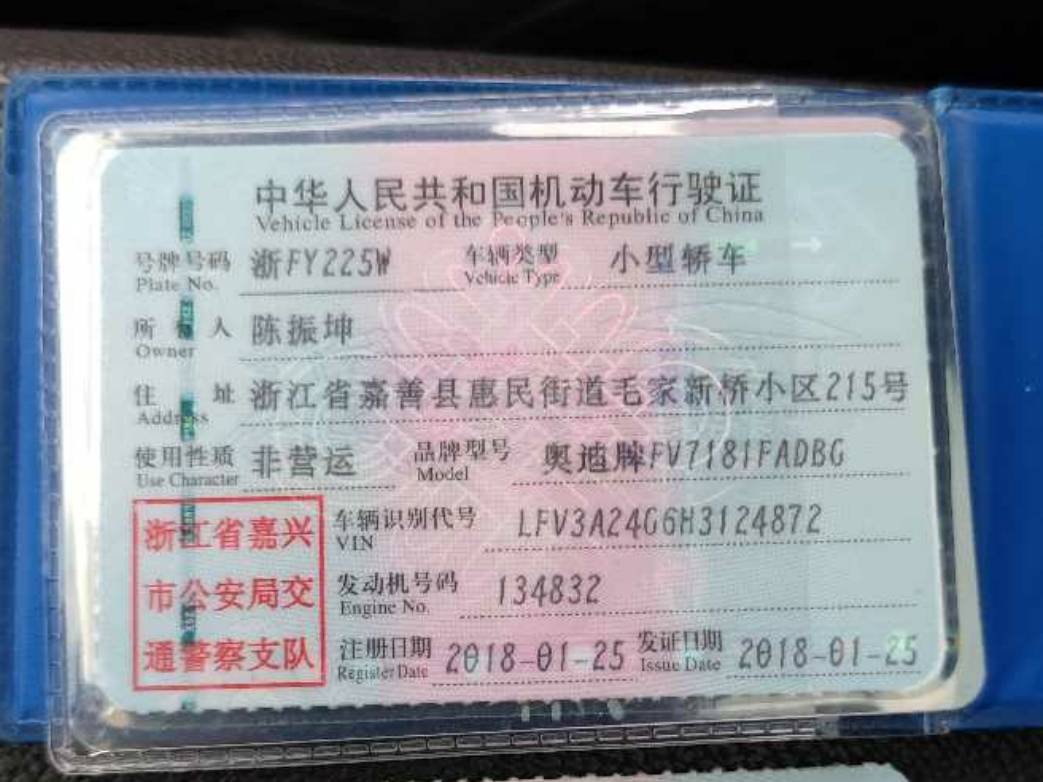 中华人民共和国机动车行驶证
Vehicle License of the People's Republic of China
号牌号码 浙FY225W 车辆类型 小型轿车
Plate No. Vehicle Type
所 人 陈振坤
Owner
住 址 浙江省嘉善县惠民街道毛家新桥小区215号
Address
使用性质 非营运 品牌型号 奥迪牌FV7181FADBG
Use Character Model
浙江省嘉兴
市公安局交
通警察支队
车辆识别代号 LFV3A24G6H3124872
VIN
发动机号码 134832
Engine No.
注册日期 2018-01-25 发证日期 2018-01-25
Register Date Issue Date